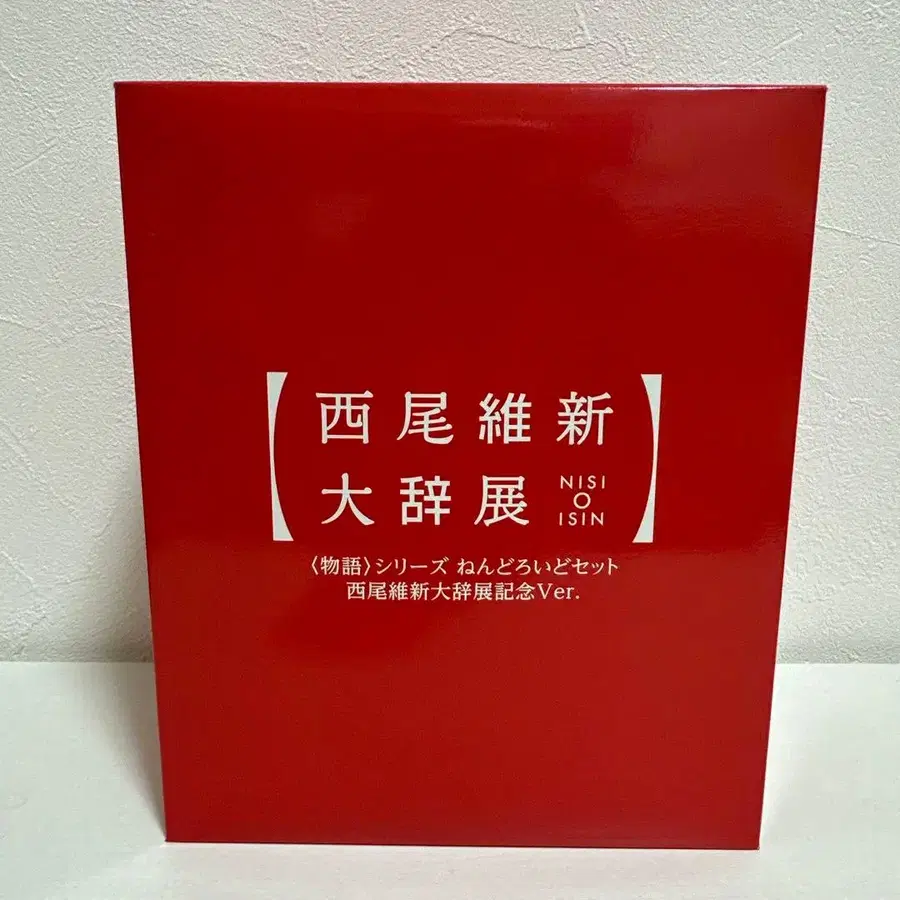 【西尾維新
大辞展 NISI
O
ISIN】
〈物語〉シリーズ ねんどろいどセット
西尾維新大辞展記念Ver.